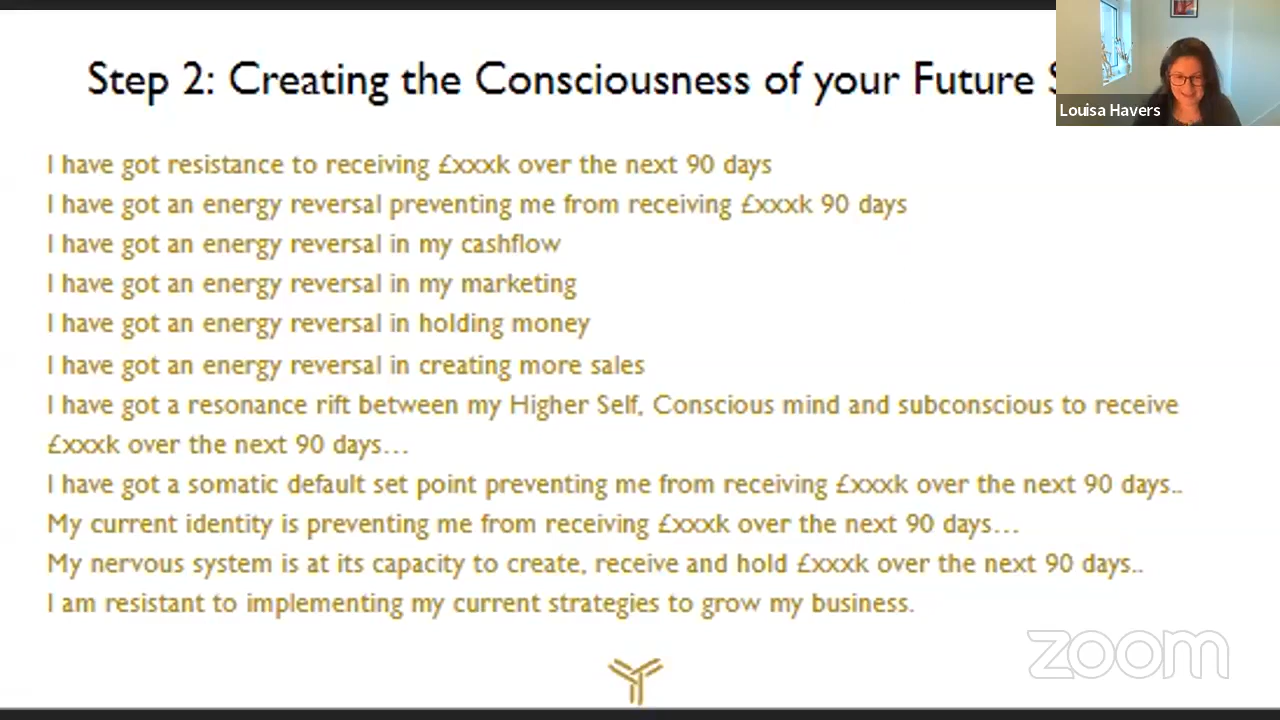 Step 2: Creating the Consciousness of your Future
Louisa Havers
I have got resistance to receiving £xxxk over the next 90 days
I have got an energy reversal preventing me from receiving £xxxk 90 days
I have got an energy reversal in my cashflow
I have got an energy reversal in my marketing
I have got an energy reversal in holding money
I have got an energy reversal in creating more sales
I have got a resonance rift between my Higher Self, Conscious mind and subconscious to receive
£xxxk over the next 90 days…
I have got a somatic default set point preventing me from receiving £xxxk over the next 90 days..
My current identity is preventing me from receiving £xxxk over the next 90 days…
My nervous system is at its capacity to create, receive and hold £xxxk over the next 90 days..
I am resistant to implementing my current strategies to grow my business.
zoom